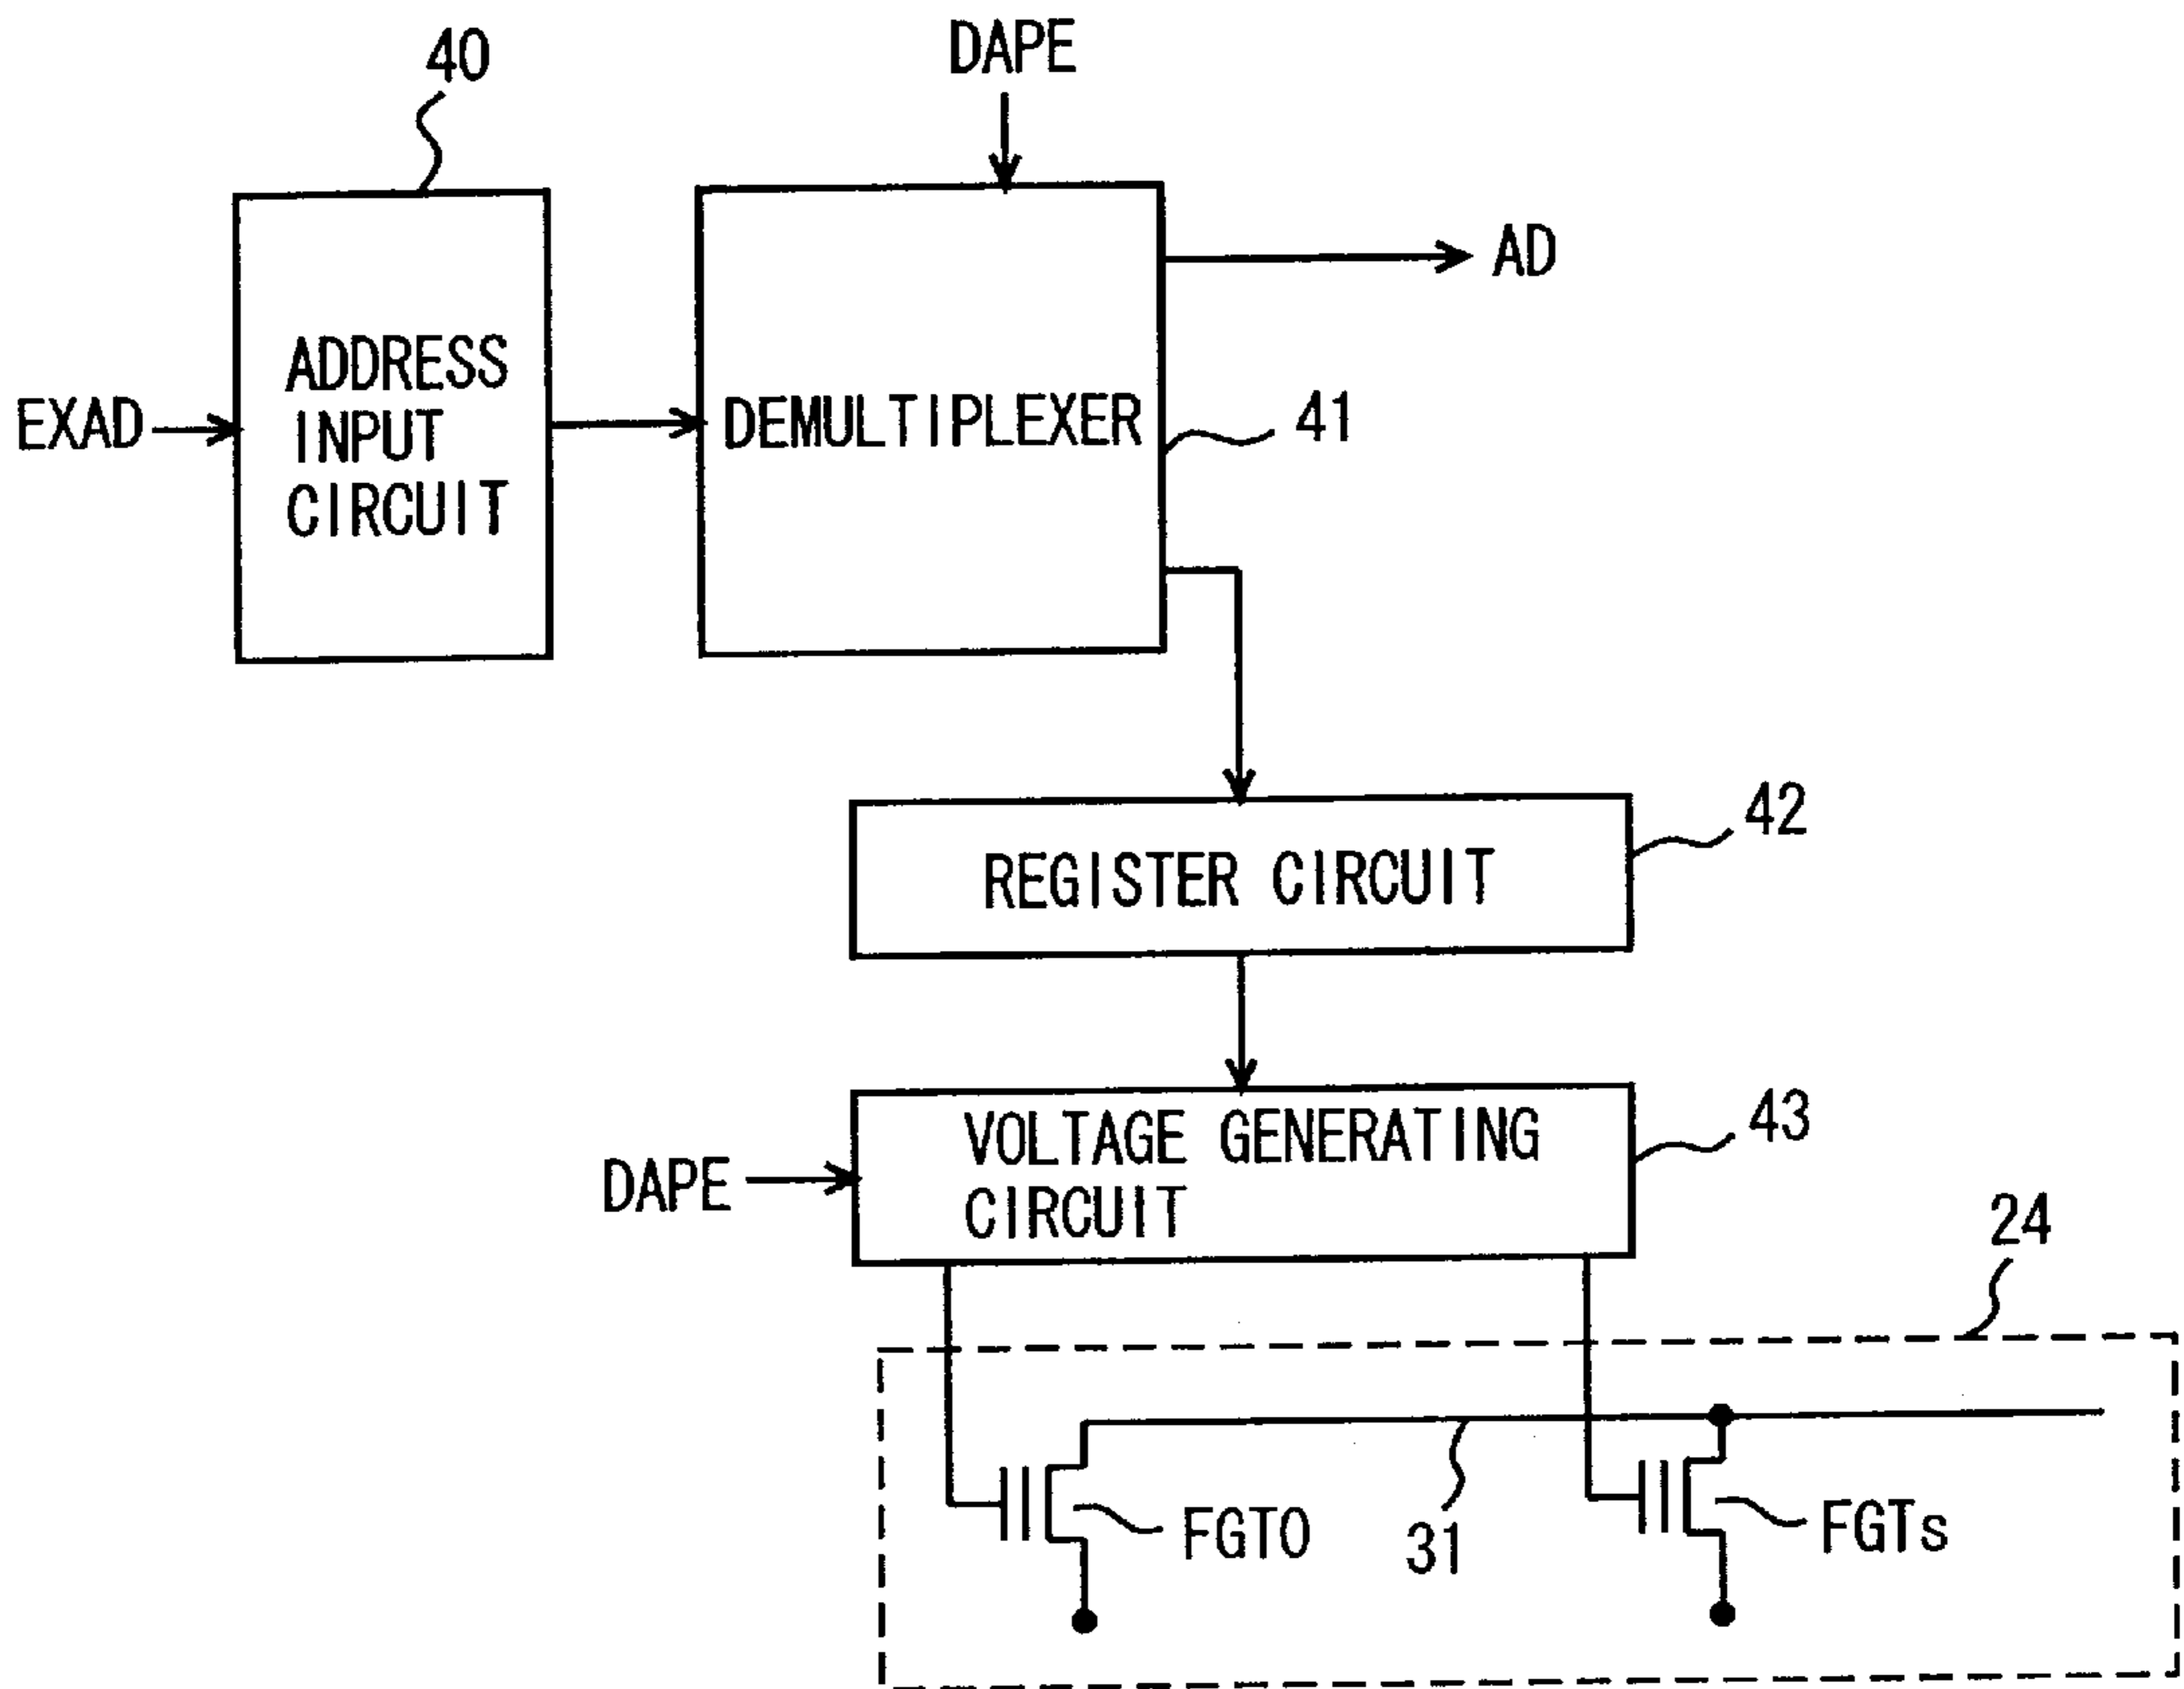 40
DAPE
AD
EXAD
ADDRESS
INPUT
CIRCUIT
DEMULTIPLEXER
41
42
REGISTER CIRCUIT
43
VOLTAGE GENERATING
CIRCUIT
DAPE
24
FGT0
31
FGTs